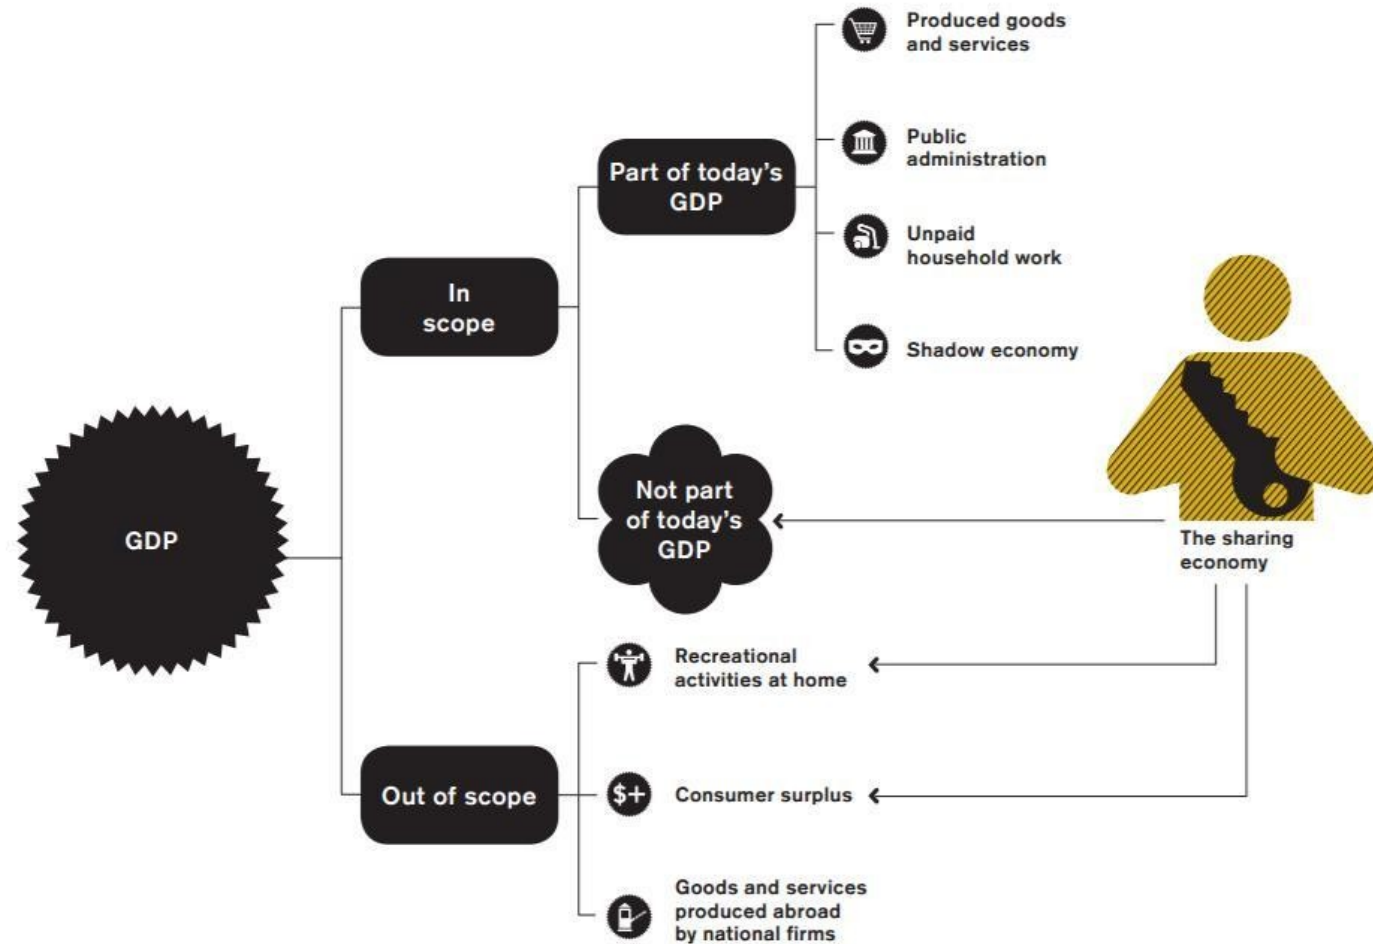 Produced goods
and services
Public
administration
Part of today's
GDP
Unpaid
household work
In
scope
Shadow economy
Not part
of today's
GDP
GDP
The sharing
economy
Recreational
activities at home
Out of scope
$+
Consumer surplus
Goods and services
produced abroad
by national firms